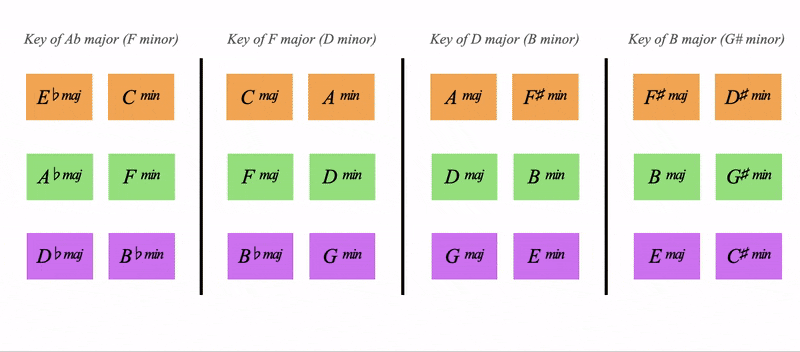 Key of Ab major (F minor)
Key of F major (D minor)
Key of D major (B minor)
Key of B major (G# minor)
E♭ maj
C min
C maj
A min
A maj
F♯ min
F♯ maj
D♯ min
A♭ maj
F min
F maj
D min
D maj
B min
B maj
G♯ min
D♭ maj
B♭ min
B♭ maj
G min
G maj
E min
E maj
C♯ min